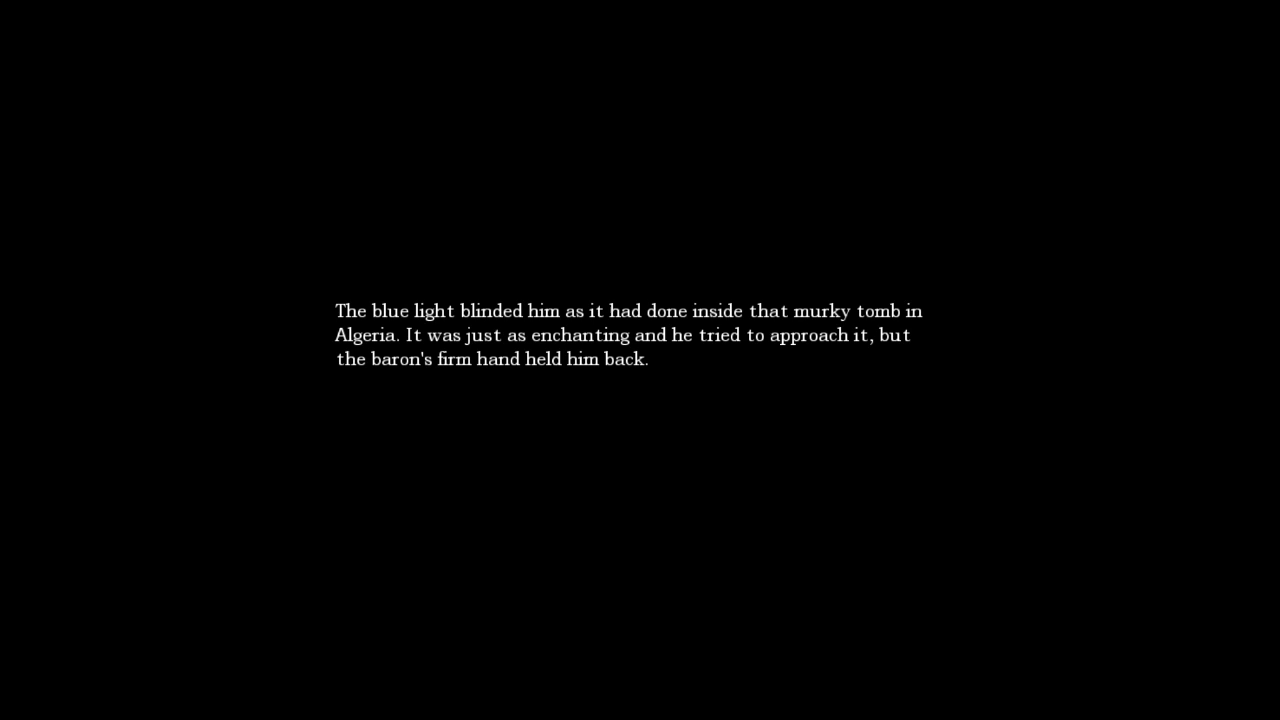 The blue light blinded him as it had done inside that murky tomb in
Algeria. It was just as enchanting and he tried to approach it, but
the baron's firm hand held him back.